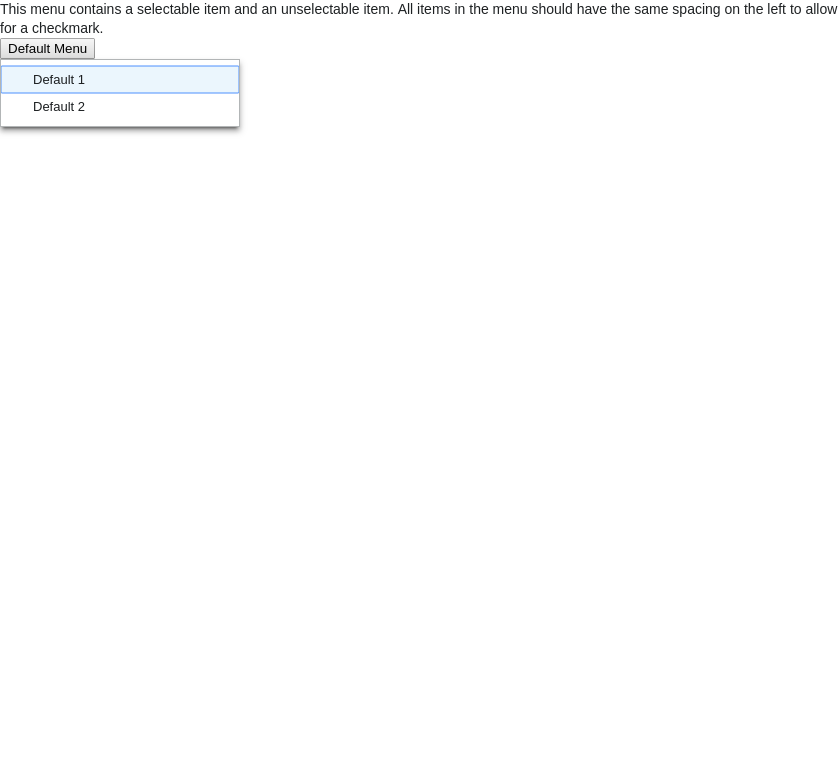 This menu contains a selectable item and an unselectable item. All items in the menu should have the same spacing on the left to allow
for a checkmark.
Default Menu
Default 1
Default 2